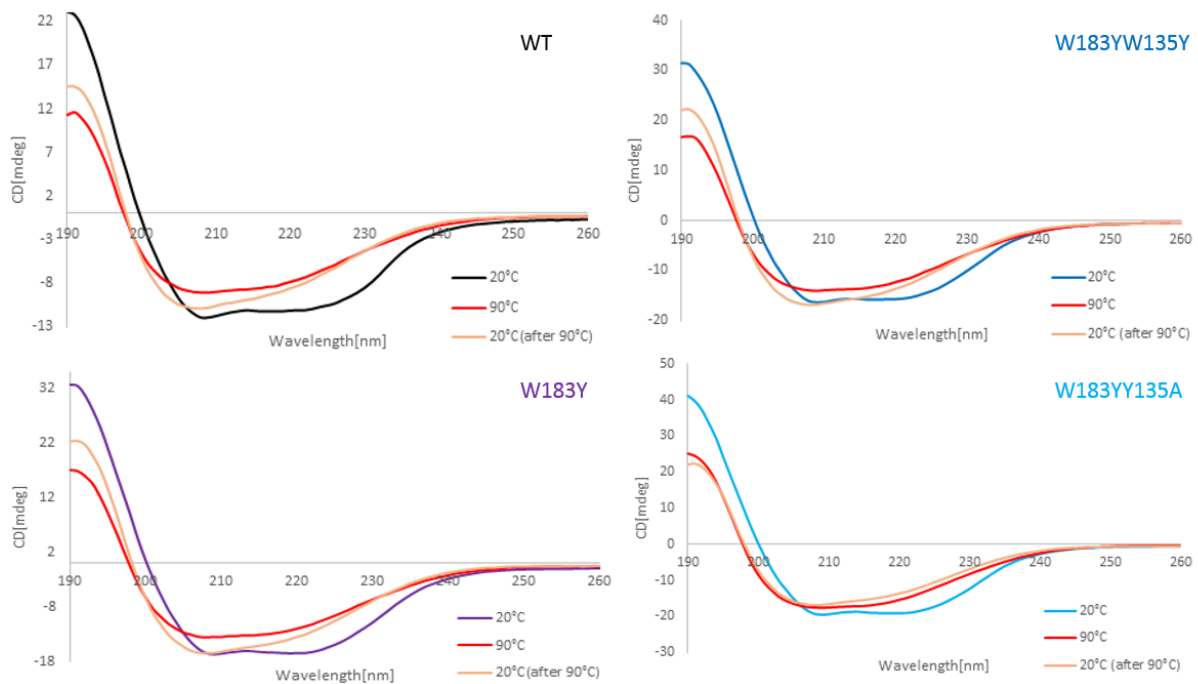 WT
22
17
12
7
2
-3
-8
-13
CD[mdeg]
190 200 210 220 230 240 250 260
Wavelength[nm]
20°C
90°C
20°C(after 90°C)
W183YW135Y
40
30
20
10
0
-10
-20
CD[mdeg]
190 200 210 220 230 240 250 260
Wavelength[nm]
20°C
90°C
20°C (after 90°C)
W183Y
32
22
12
2
-8
-18
CD[mdeg]
190 200 210 220 230 240 250 260
Wavelength[nm]
20°C
90°C
20°C (after 90°C)
W183YY135A
50
40
30
20
10
0
-10
-20
-30
CD[mdeg]
190 200 210 220 230 240 250 260
Wavelength[nm]
20°C
90°C
20°C (after 90°C)